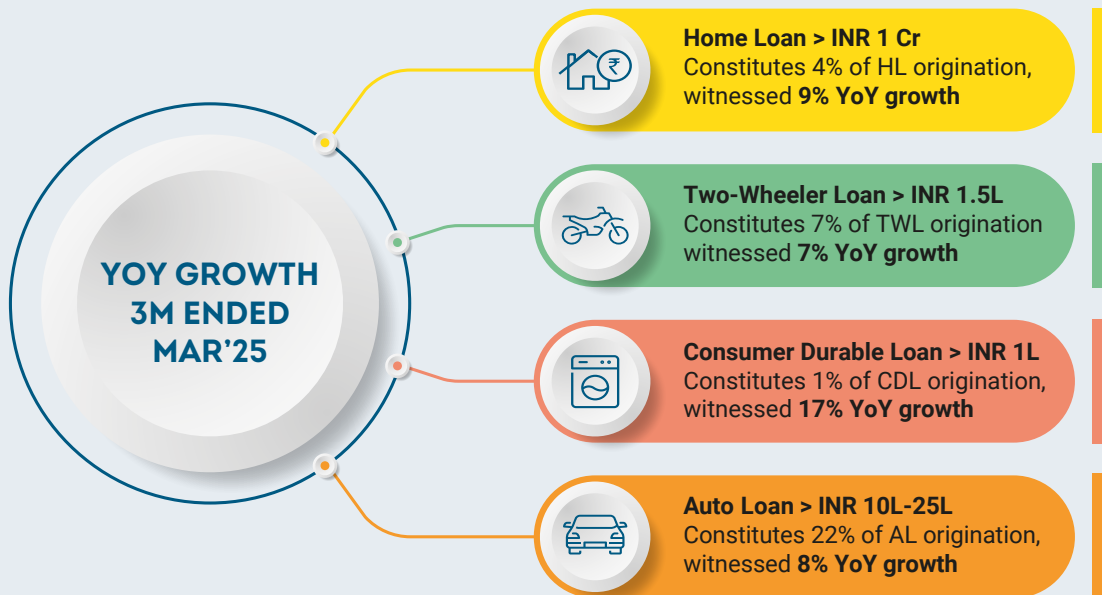 YOY GROWTH
3M ENDED
MAR’25
₹
Home Loan > INR 1 Cr
Constitutes 4% of HL origination,
witnessed 9% YoY growth
Two-Wheeler Loan > INR 1.5L
Constitutes 7% of TWL origination
witnessed 7% YoY growth
Consumer Durable Loan > INR 1L
Constitutes 1% of CDL origination,
witnessed 17% YoY growth
Auto Loan > INR 10L-25L
Constitutes 22% of AL origination,
witnessed 8% YoY growth